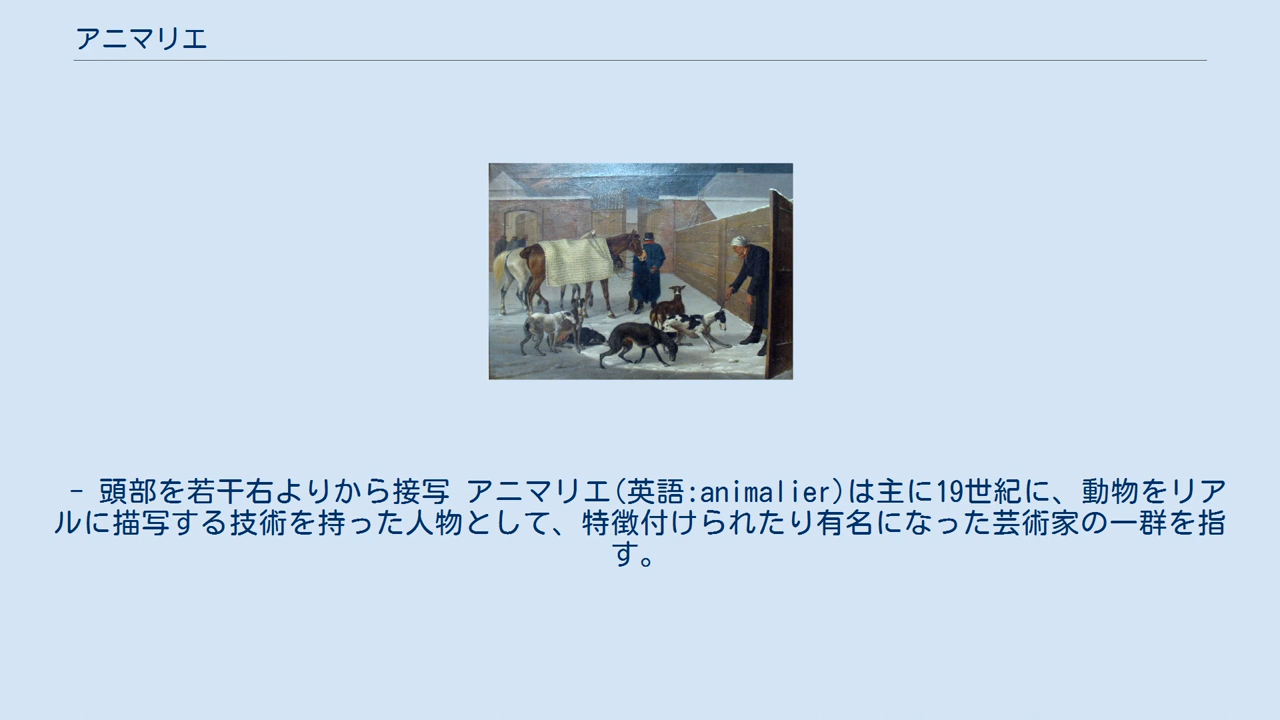 アニマリエ
- 頭部を若干右よりから接写 アニマリエ(英語:animalier)は主に19世紀に、動物をリア
ルに描写する技術を持った人物として、特徴付けられたり有名になった芸術家の一群を指
す。